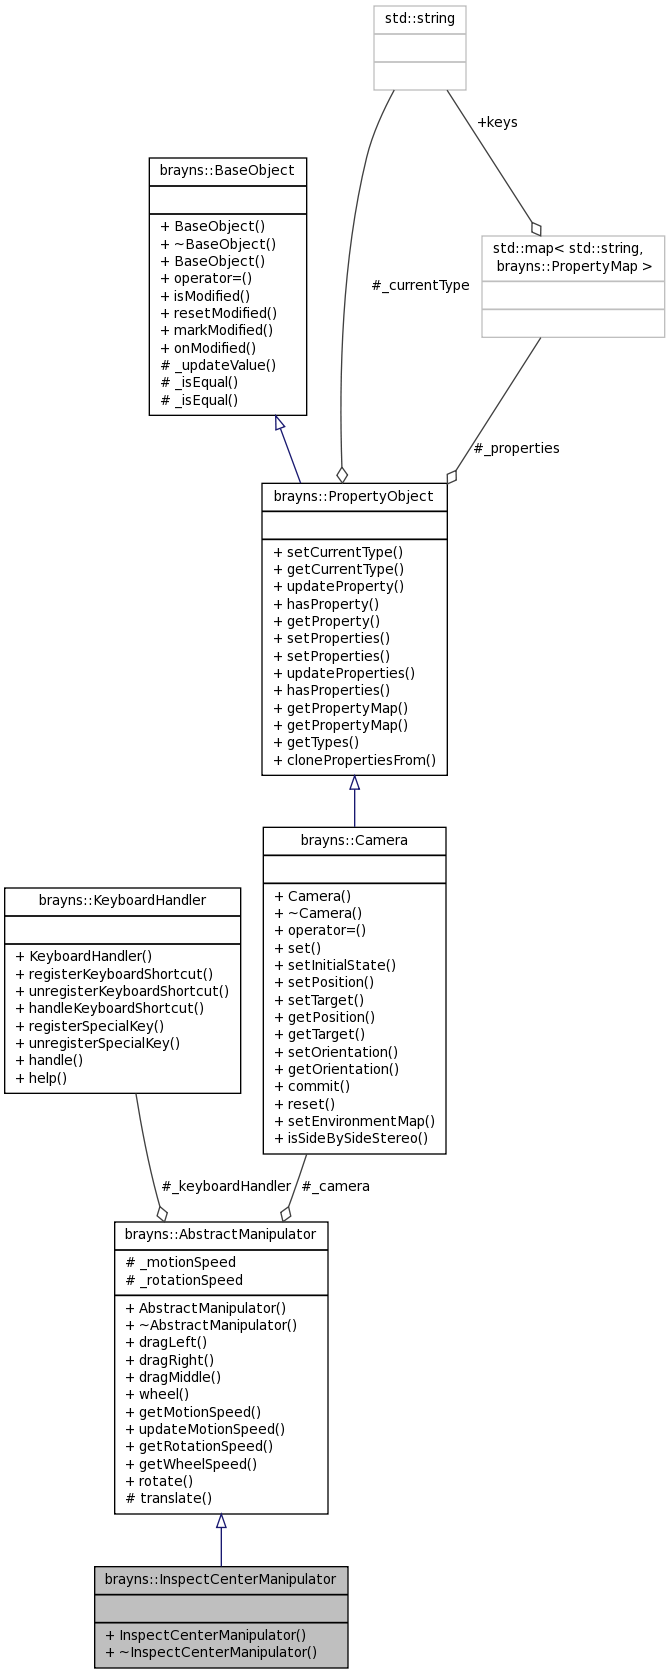 std::string
+keys
brayns::BaseObject
+ BaseObject()
+ ~BaseObject()
+ BaseObject()
+ operator=()
+ isModified()
+ resetModified()
+ markModified()
+ onModified()
# _updateValue()
# _isEqual()
# _isEqual()
std::map< std::string,
brayns::PropertyMap >
#_currentType
#_properties
brayns::PropertyObject
+ setCurrentType()
+ getCurrentType()
+ updateProperty()
+ hasProperty()
+ getProperty()
+ setProperties()
+ setProperties()
+ updateProperties()
+ hasProperties()
+ getPropertyMap()
+ getPropertyMap()
+ getTypes()
+ clonePropertiesFrom()
brayns::Camera
+ Camera()
+ ~Camera()
+ operator=()
+ set()
+ setInitialState()
+ setPosition()
+ setTarget()
+ getPosition()
+ getTarget()
+ setOrientation()
+ getOrientation()
+ commit()
+ reset()
+ setEnvironmentMap()
+ isSideBySideStereo()
brayns::KeyboardHandler
+ KeyboardHandler()
+ registerKeyboardShortcut()
+ unregisterKeyboardShortcut()
+ handleKeyboardShortcut()
+ registerSpecialKey()
+ unregisterSpecialKey()
+ handle()
+ help()
#_keyboardHandler
#_camera
brayns::AbstractManipulator
# _motionSpeed
# _rotationSpeed
+ AbstractManipulator()
+ ~AbstractManipulator()
+ dragLeft()
+ dragRight()
+ dragMiddle()
+ wheel()
+ getMotionSpeed()
+ updateMotionSpeed()
+ getRotationSpeed()
+ getWheelSpeed()
+ rotate()
# translate()
brayns::InspectCenterManipulator
+ InspectCenterManipulator()
+ ~InspectCenterManipulator()